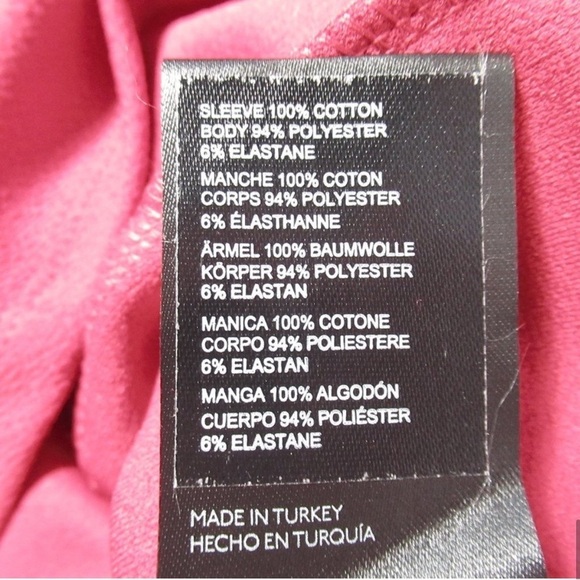 SLEEVE 100% COTTON
BODY 94% POLYESTER
6% ELASTANE
MANCHE 100% COTON
CORPS 94% POLYESTER
6% ÉLASTHANNE
ÄRMEL 100% BAUMWOLLE
KÖRPER 94% POLYESTER
6% ELASTAN
MANICA 100% COTONE
CORPO 94% POLIESTERE
6% ELASTAN
MANGA 100% ALGODÓN
CUERPO 94% POLIÉSTER
6% ELASTANE
MADE IN TURKEY
HECHO EN TURQUÍA